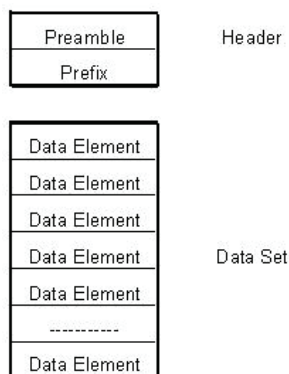 Preamble Header
Prefix
Data Element
Data Element
Data Element
Data Element Data Set
Data Element
-----------
Data Element